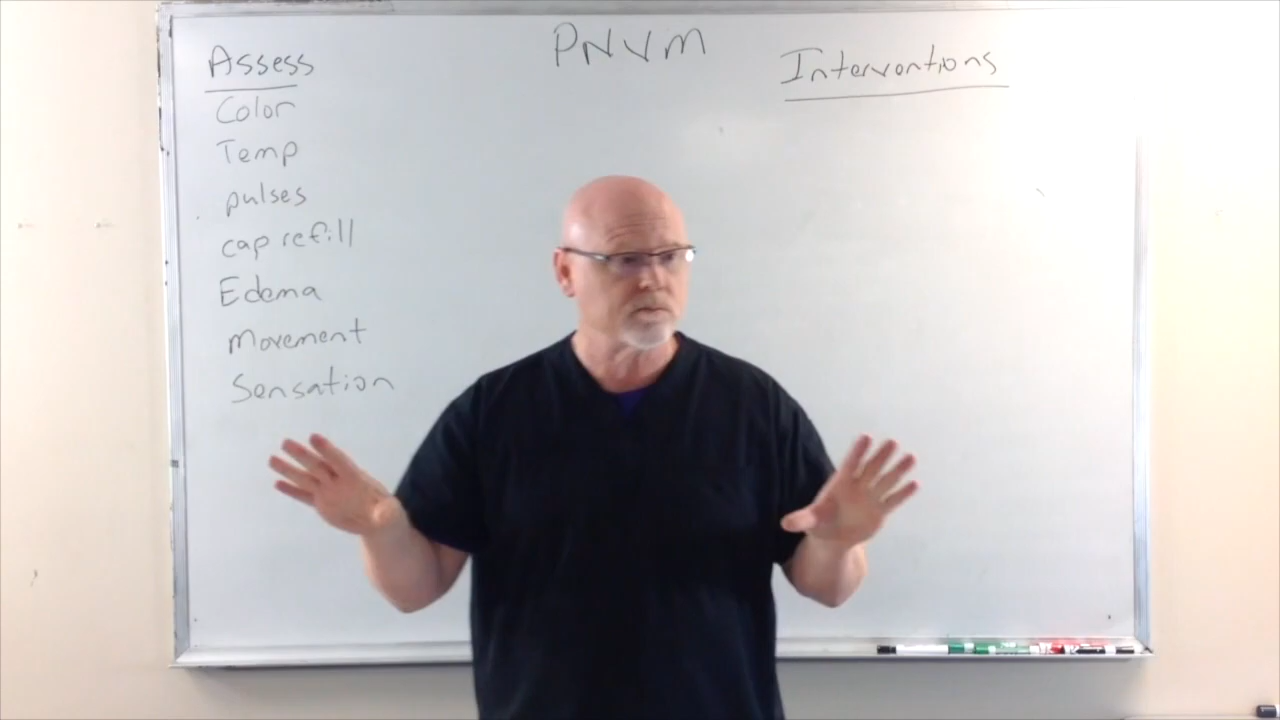 PNVM
Assess
Color
Temp
pulses
cap refill
Edema
Movement
Sensation
Interventions